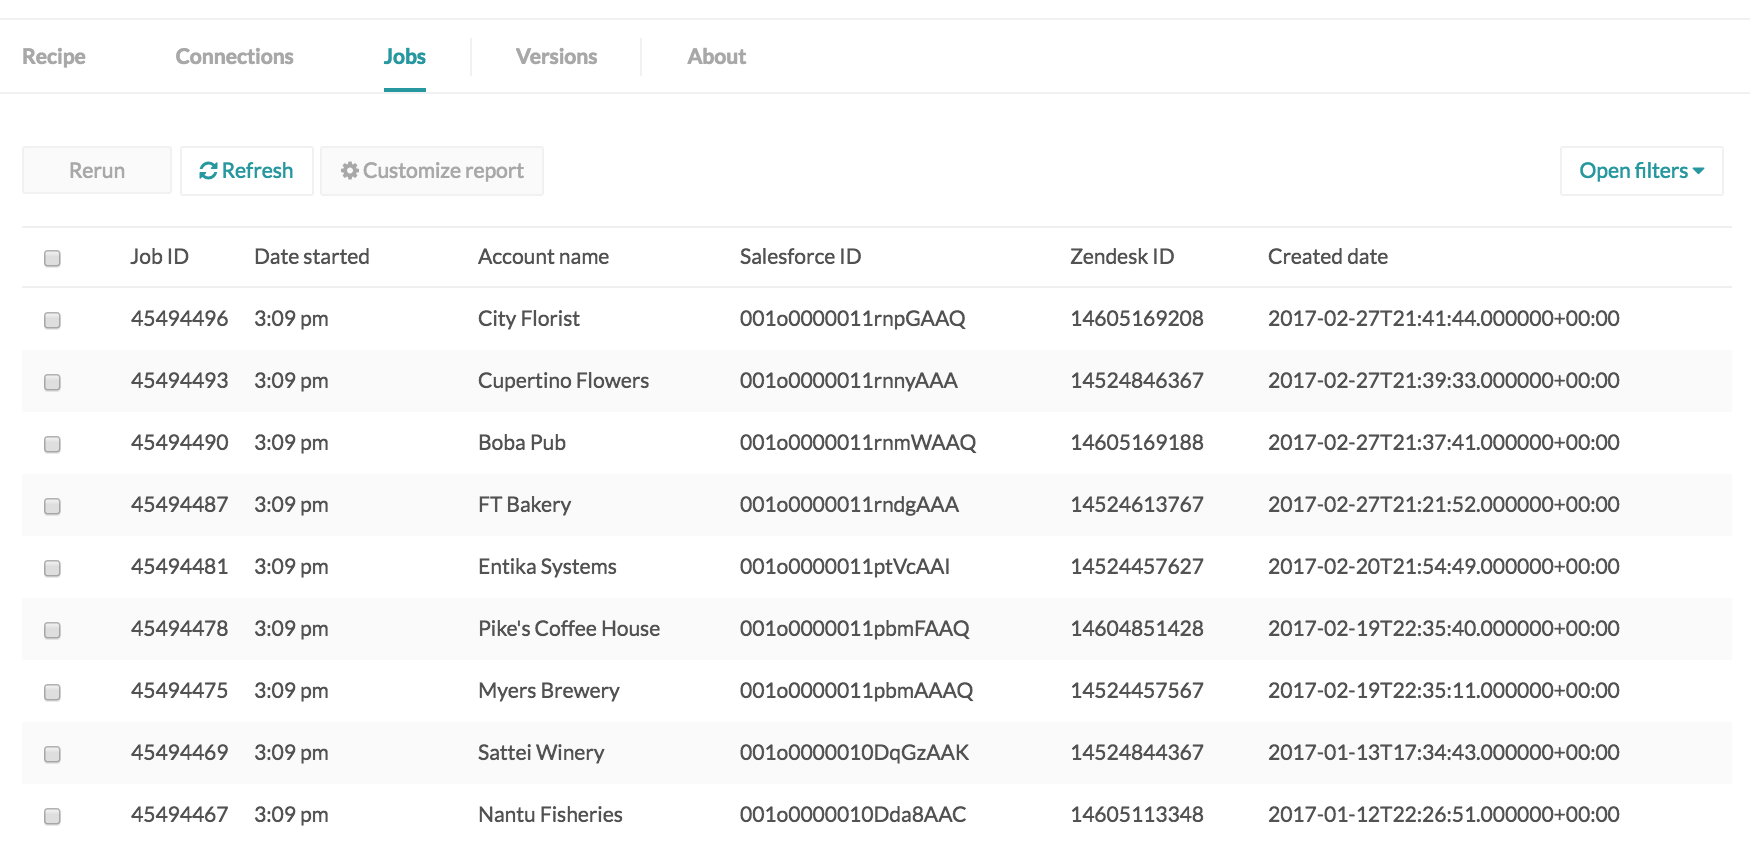 Recipe Connections Jobs Versions About
Rerun Refresh Customize report Open filters
Job ID Date started Account name Salesforce ID Zendesk ID Created date
45494496 3:09 pm City Florist 001o0000011rnpGAAQ 14605169208 2017-02-27T21:41:44.000000+00:00
45494493 3:09 pm Cupertino Flowers 001o0000011rnnyAAA 14524846367 2017-02-27T21:39:33.000000+00:00
45494490 3:09 pm Boba Pub 001o0000011rnmWAAQ 14605169188 2017-02-27T21:37:41.000000+00:00
45494487 3:09 pm FT Bakery 001o0000011rndgAAA 14524613767 2017-02-27T21:21:52.000000+00:00
45494481 3:09 pm Entika Systems 001o0000011ptVcAAI 14524457627 2017-02-20T21:54:49.000000+00:00
45494478 3:09 pm Pike's Coffee House 001o0000011pbmFAAQ 14604851428 2017-02-19T22:35:40.000000+00:00
45494475 3:09 pm Myers Brewery 001o0000011pbmAAAQ 14524457567 2017-02-19T22:35:11.000000+00:00
45494469 3:09 pm Sattei Winery 001o0000010DqGzAAK 14524844367 2017-01-13T17:34:43.000000+00:00
45494467 3:09 pm Nantu Fisheries 001o0000010Dda8AAC 14605113348 2017-01-12T22:26:51.000000+00:00